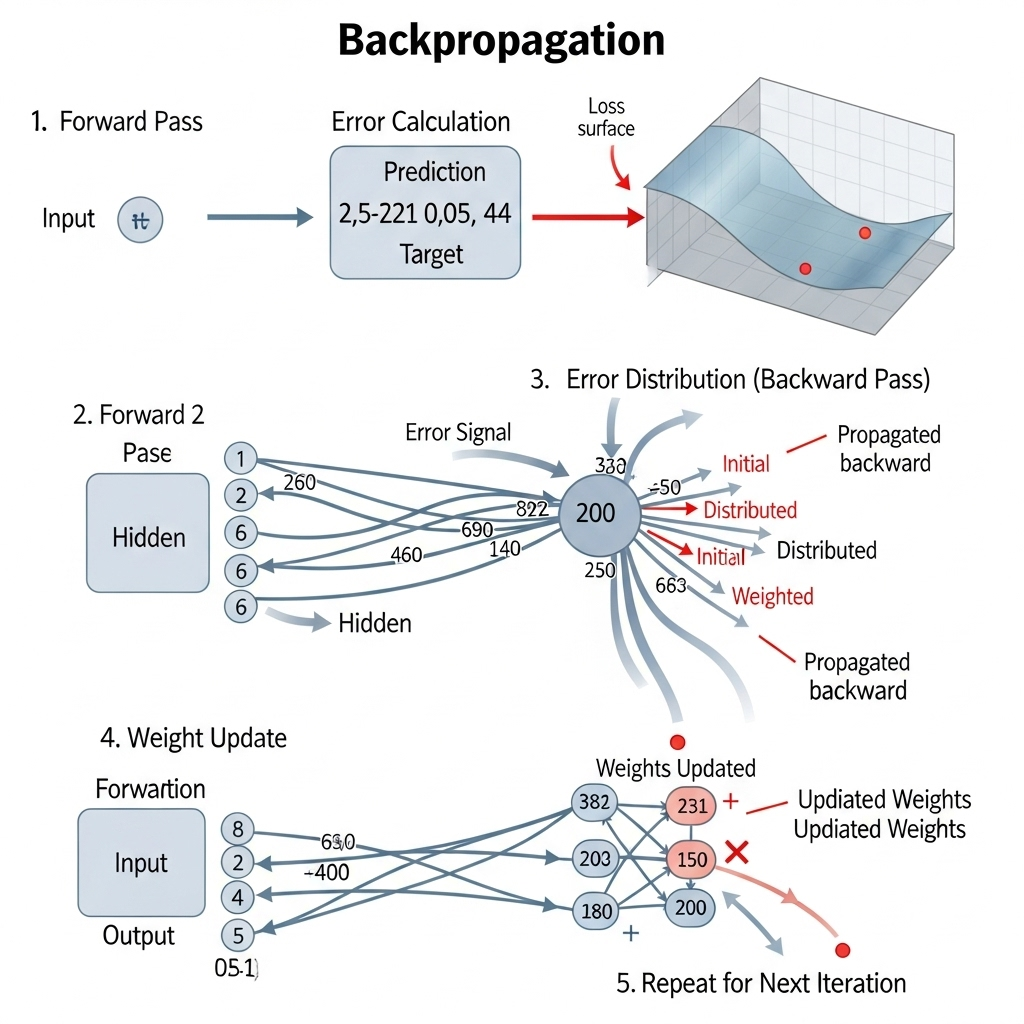 Backpropagation
1. Forward Pass
Error Calculation
Loss
surface
Input
Prediction
2,5-221 0,05, 44
Target
3. Error Distribution (Backward Pass)
2. Forward 2
Pase
Error Signal
Propagated
backward
Hidden
1
2
6
6
6
260
822
690
460
140
200
250
663
Initial
Distributed
Initial
Distributed
Weighted
Hidden
Propagated
backward
4. Weight Update
Weights Updated
Forwartion
Input
Output
8
2
4
5
-400
382
203
180
+
231
+
150
200
Updiated Weights
Updiated Weights
5. Repeat for Next Iteration